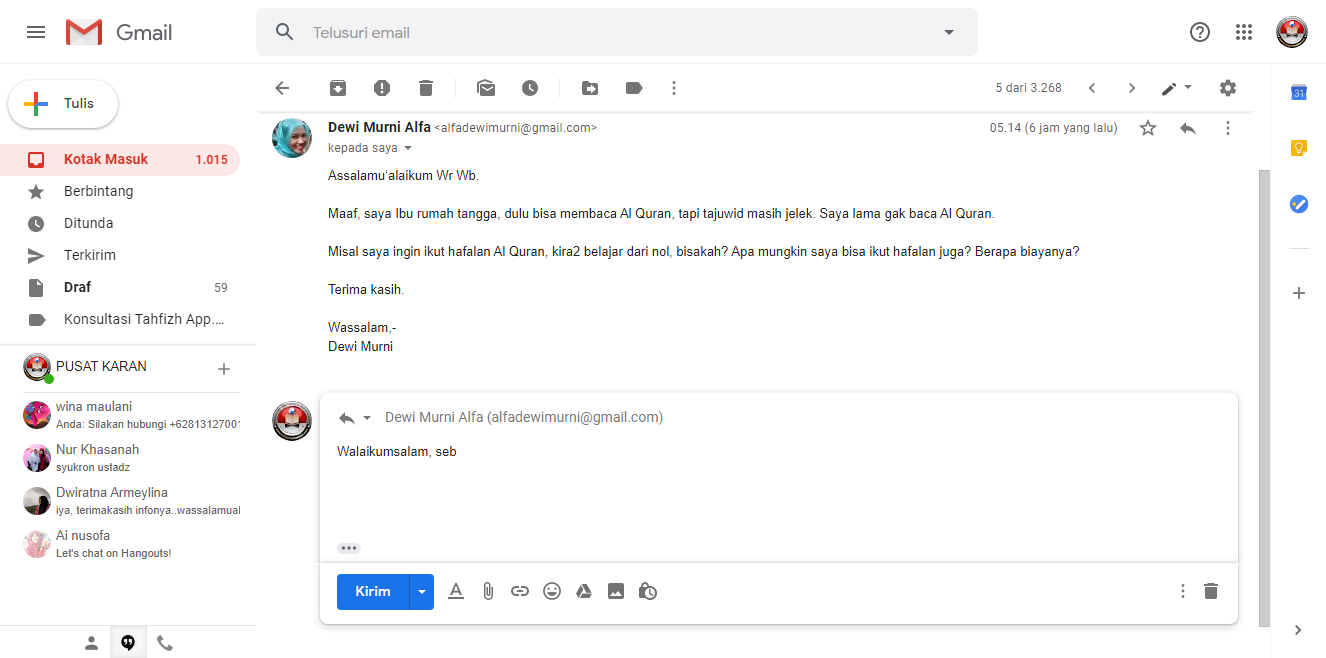 Gmail
Telusuri email
Tulis
5 dari 3.268
31
Kotak Masuk 1.015
Berbintang
Ditunda
Terkirim
Draf 59
Konsultasi Tahfizh App....
PUSAT KARAN
wina maulani
Anda: Silakan hubungi +62813127001
Nur Khasanah
syukron ustadz
Dwiratna Armeylina
iya, terimakasih infonya..wassalamual
Ai nusofa
Let's chat on Hangouts!
Dewi Murni Alfa <alfadewimurni@gmail.com> 05.14 (6 jam yang lalu)
kepada saya
Assalamu'alaikum Wr Wb.
Maaf, saya Ibu rumah tangga, dulu bisa membaca Al Quran, tapi tajuwid masih jelek. Saya lama gak baca Al Quran.
Misal saya ingin ikut hafalan Al Quran, kira2 belajar dari nol, bisakah? Apa mungkin saya bisa ikut hafalan juga? Berapa biayanya?
Terima kasih.
Wassalam,-
Dewi Murni
Dewi Murni Alfa (alfadewimurni@gmail.com)
Walaikumsalam, seb
Kirim